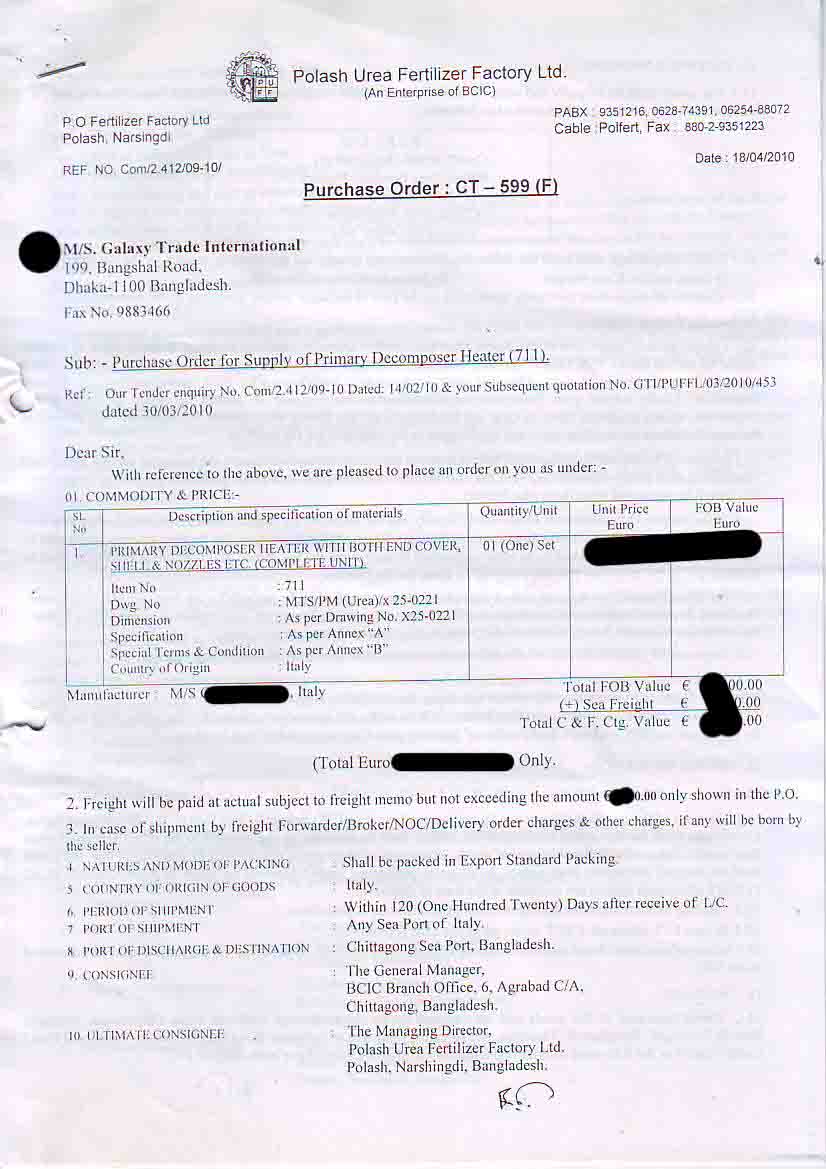 PUFF
Polash Urea Fertilizer Factory Ltd.
(An Enterprise of BCIC)
P.O Fertilizer Factory Ltd
Polash, Narsingdi
PABX : 9351216, 0628-74391, 06254-88072
Cable :Polfert, Fax : 880-2-9351223
REF. NO. Com/2.412/09-10/
Date : 18/04/2010
Purchase Order : CT – 599 (F)
M/S. Galaxy Trade International
199, Bangshal Road,
Dhaka-1100 Bangladesh.
Fax No. 9883466
Sub: - Purchase Order for Supply of Primary Decomposer Heater (711).
Ref : Our Tender enquiry No. Com/2.412/09-10 Dated: 14/02/10 & your Subsequent quotation No. GTI/PUFFL/03/2010/453
dated 30/03/2010
Dear Sir,
With reference to the above, we are pleased to place an order on you as under: -
01. COMMODITY & PRICE:-
SL No Description and specification of materials Quantity/Unit Unit Price Euro FOB Value Euro
1. PRIMARY DECOMPOSER HEATER WITH BOTH END COVER, 01 (One) Set
SHELL & NOZZLES ETC. (COMPLETE UNIT).
Item No : 711
Dwg. No : MTS/PM (Urea)/x 25-0221
Dimension : As per Drawing No. X25-0221
Specification : As per Annex “A”
Special Terms & Condition : As per Annex “B”
Country of Origin : Italy
Manufacturer : M/S , Italy
Total FOB Value € 00.00
(+) Sea Freight € 0.00
Total C & F. Ctg. Value € .00
(Total Euro Only.
2. Freight will be paid at actual subject to freight memo but not exceeding the amount € 0.00 only shown in the P.O.
3. In case of shipment by freight Forwarder/Broker/NOC/Delivery order charges & other charges, if any will be born by
the seller.
4. NATURES AND MODE OF PACKING : Shall be packed in Export Standard Packing.
5. COUNTRY OF ORIGIN OF GOODS : Italy.
6. PERIOD OF SHIPMENT : Within 120 (One Hundred Twenty) Days after receive of L/C.
7. PORT OF SHIPMENT : Any Sea Port of Italy.
8. PORT OF DISCHARGE & DESTINATION : Chittagong Sea Port, Bangladesh.
9. CONSIGNEE : The General Manager,
BCIC Branch Office, 6, Agrabad C/A,
Chittagong, Bangladesh.
10. ULTIMATE CONSIGNEE : The Managing Director,
Polash Urea Fertilizer Factory Ltd.
Polash, Narshingdi, Bangladesh.